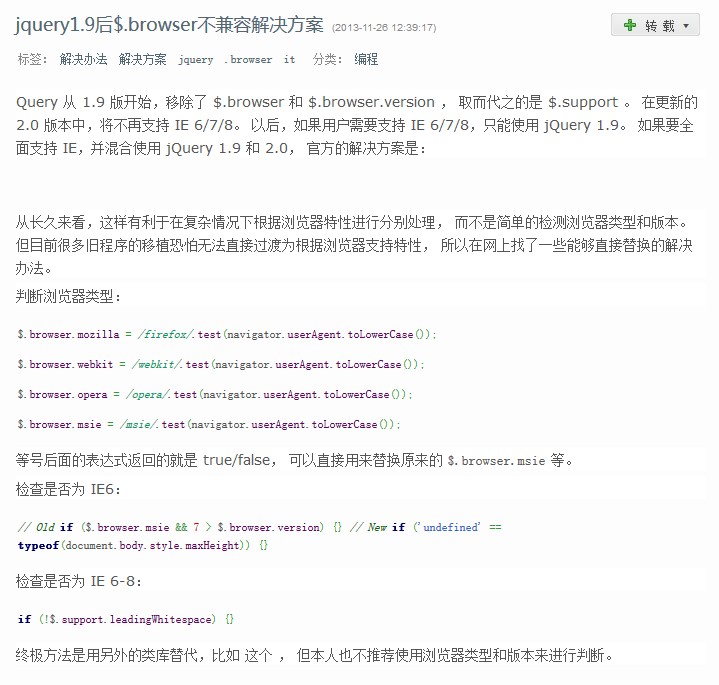 jquery1.9后$.browser不兼容解决方案 (2013-11-26 12:39:17)
转 载
标签： 解决办法 解决方案 jquery .browser it 分类： 编程
Query 从 1.9 版开始，移除了 $.browser 和 $.browser.version ， 取而代之的是 $.support 。 在更新的
2.0 版本中，将不再支持 IE 6/7/8。 以后，如果用户需要支持 IE 6/7/8，只能使用 jQuery 1.9。 如果要全
面支持 IE，并混合使用 jQuery 1.9 和 2.0， 官方的解决方案是：
从长久来看，这样有利于在复杂情况下根据浏览器特性进行分别处理， 而不是简单的检测浏览器类型和版本。
但目前很多旧程序的移植恐怕无法直接过渡为根据浏览器支持特性， 所以在网上找了一些能够直接替换的解决
办法。
判断浏览器类型：
$.browser.mozilla = /firefox/.test(navigator.userAgent.toLowerCase());
$.browser.webkit = /webkit/.test(navigator.userAgent.toLowerCase());
$.browser.opera = /opera/.test(navigator.userAgent.toLowerCase());
$.browser.msie = /msie/.test(navigator.userAgent.toLowerCase());
等号后面的表达式返回的就是 true/false， 可以直接用来替换原来的 $.browser.msie 等。
检查是否为 IE6：
// Old if ($.browser.msie && 7 > $.browser.version) {} // New if ('undefined' ==
typeof(document.body.style.maxHeight)) {}
检查是否为 IE 6-8：
if (!$.support.leadingWhitespace) {}
终极方法是用另外的类库替代，比如 这个 ， 但本人也不推荐使用浏览器类型和版本来进行判断。